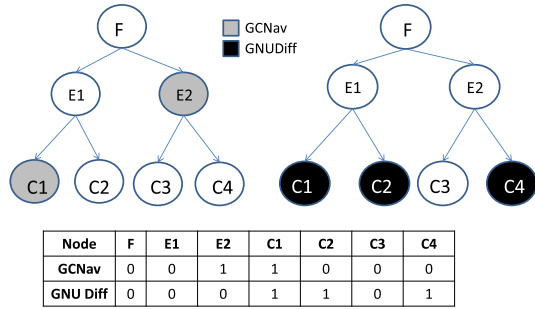 F
GCNav
GNUDiff
F
E1
E2
E1
E2
C1
C2
C3
C4
C1
C2
C3
C4
Node F E1 E2 C1 C2 C3 C4
GCNav 0 0 1 1 0 0 0
GNU Diff 0 0 0 1 1 0 1